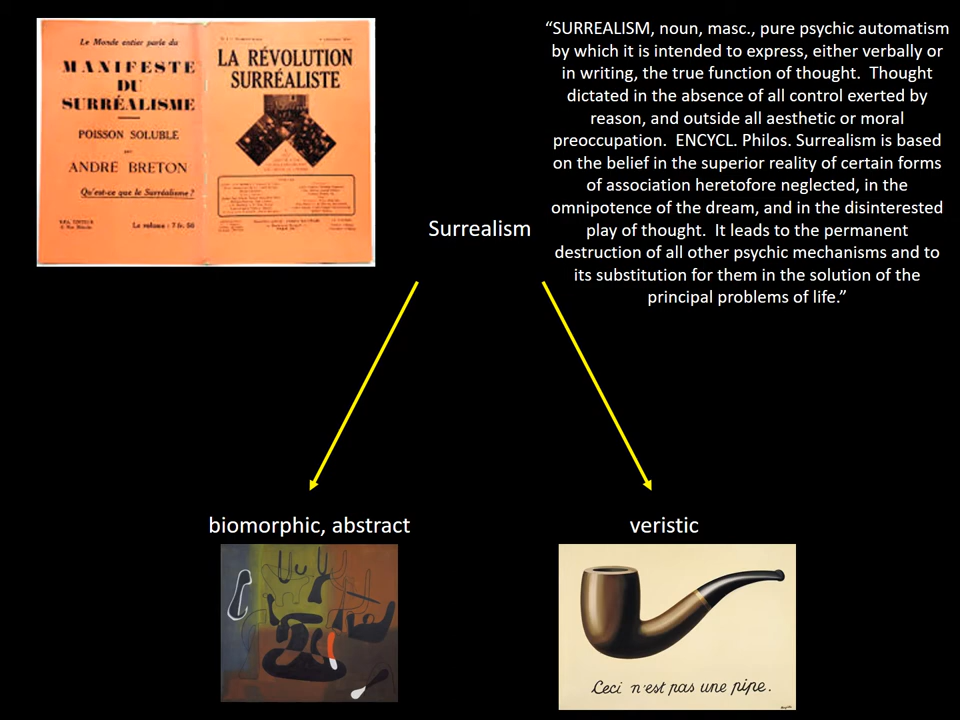 Le Monde entier parle du
MANIFESTE
DU
SURRÉALISME
POISSON SOLUBLE
ANDRÉ BRETON
Qu'est-ce que le Surréalisme ?
Le volume : 7 fr. 50
LA RÉVOLUTION
SURRÉALISTE
“SURREALISM, noun, masc., pure psychic automatism
by which it is intended to express, either verbally or
in writing, the true function of thought.  Thought
dictated in the absence of all control exerted by
reason, and outside all aesthetic or moral
preoccupation.  ENCYCL. Philos. Surrealism is based
on the belief in the superior reality of certain forms
of association heretofore neglected, in the
omnipotence of the dream, and in the disinterested
play of thought.  It leads to the permanent
destruction of all other psychic mechanisms and to
its substitution for them in the solution of the
principal problems of life.”
Surrealism
biomorphic, abstract
veristic
Ceci n'est pas une pipe.